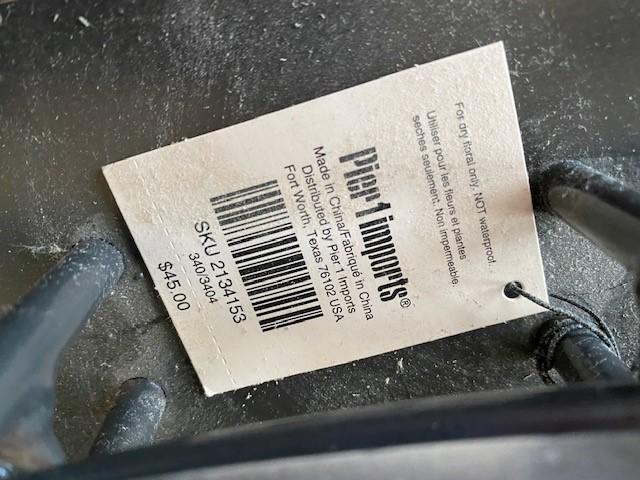 For dry floral only, NOT waterproof.
Utiliser pour les fleurs et plantes
seches seulement. Non impermeable.
Pier 1 imports®
Made in China/Fabriqué in China
Distributed by Pier 1 Imports
Fort Worth, Texas 76102 USA
SKU 2134153
340/3404
$45.00